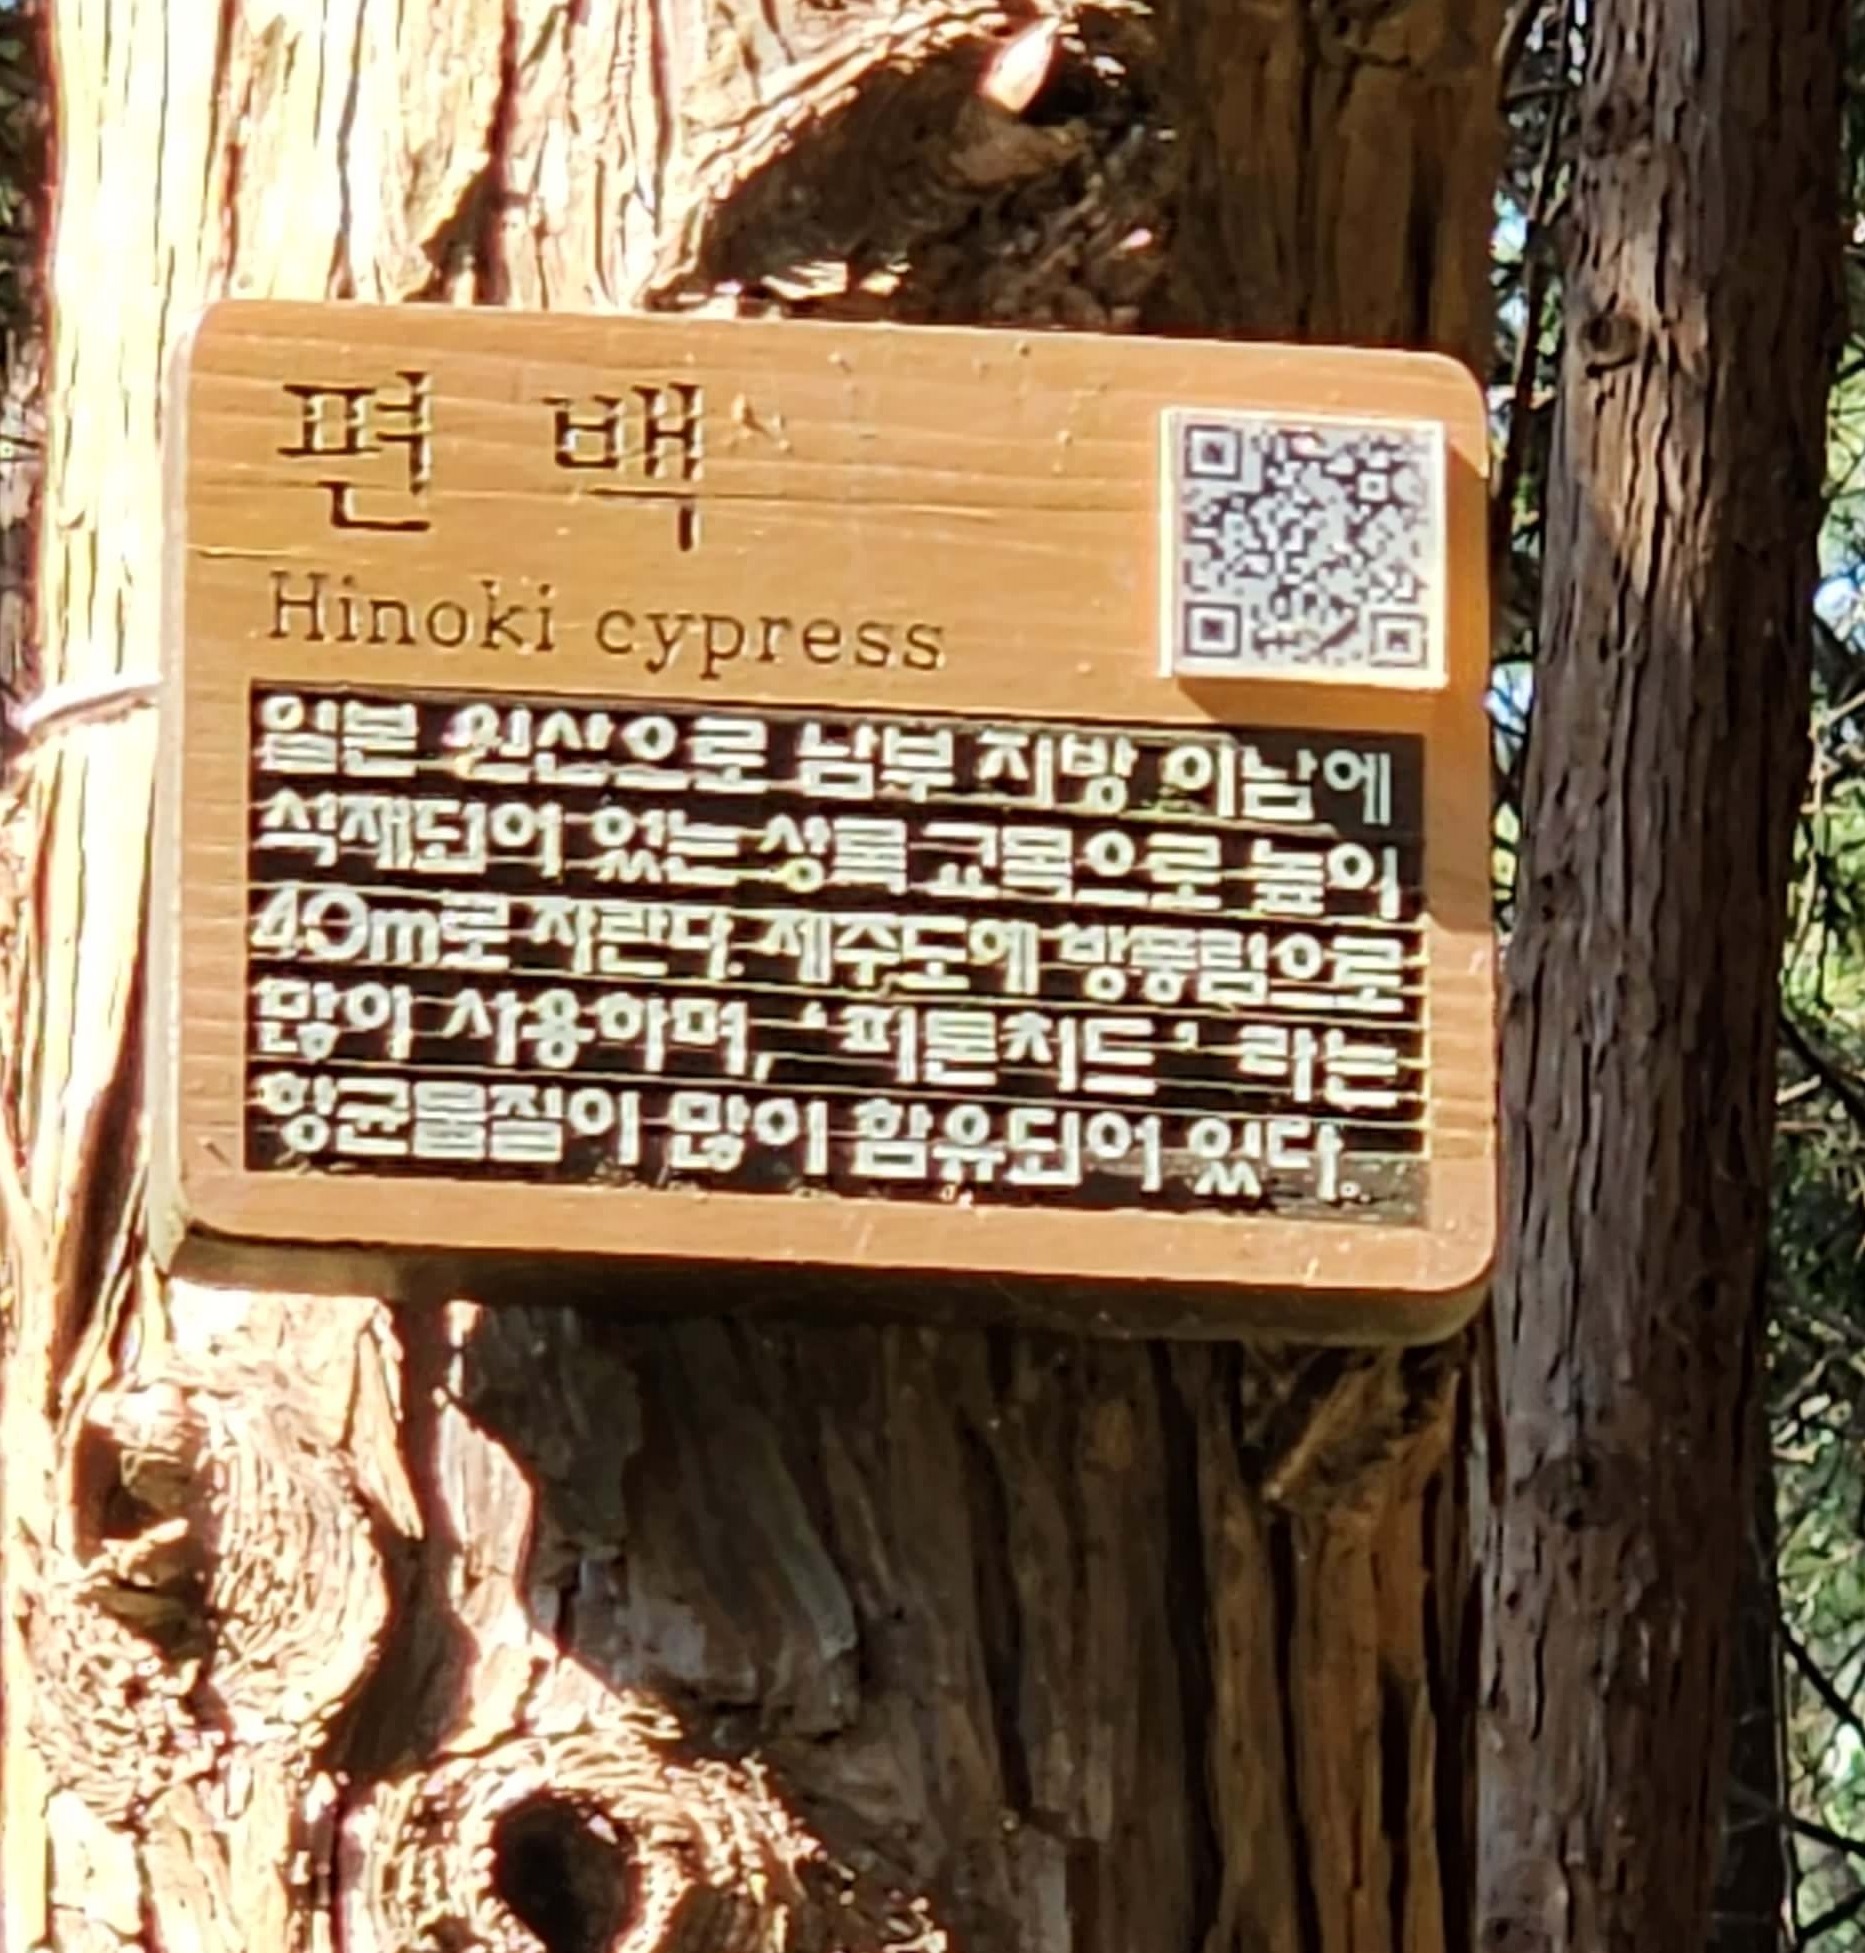 편 백
Hinoki cypress
일본 원산으로 남부 지방 이남에
석재되어 있는 상록 교목으로 높이
40m로 자란다. 제주도에 방풍림으로
많이 사용하며, ‘피톤치드’ 라는
항균물질이 많이 함유되어 있다.